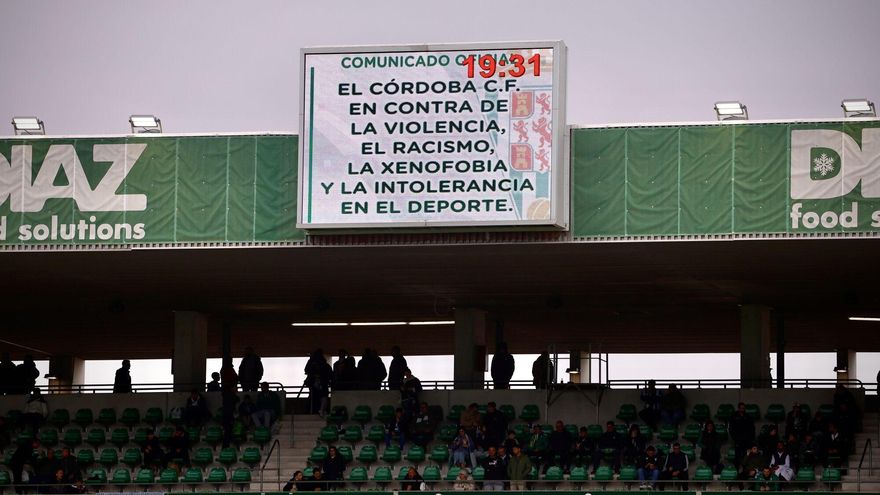 COMUNICADO
19:31
EL CÓRDOBA C.F.
EN CONTRA DE
LA VIOLENCIA,
EL RACISMO,
LA XENOFOBIA
Y LA INTOLERANCIA
EN EL DEPORTE.
DIAZ
solutions
food